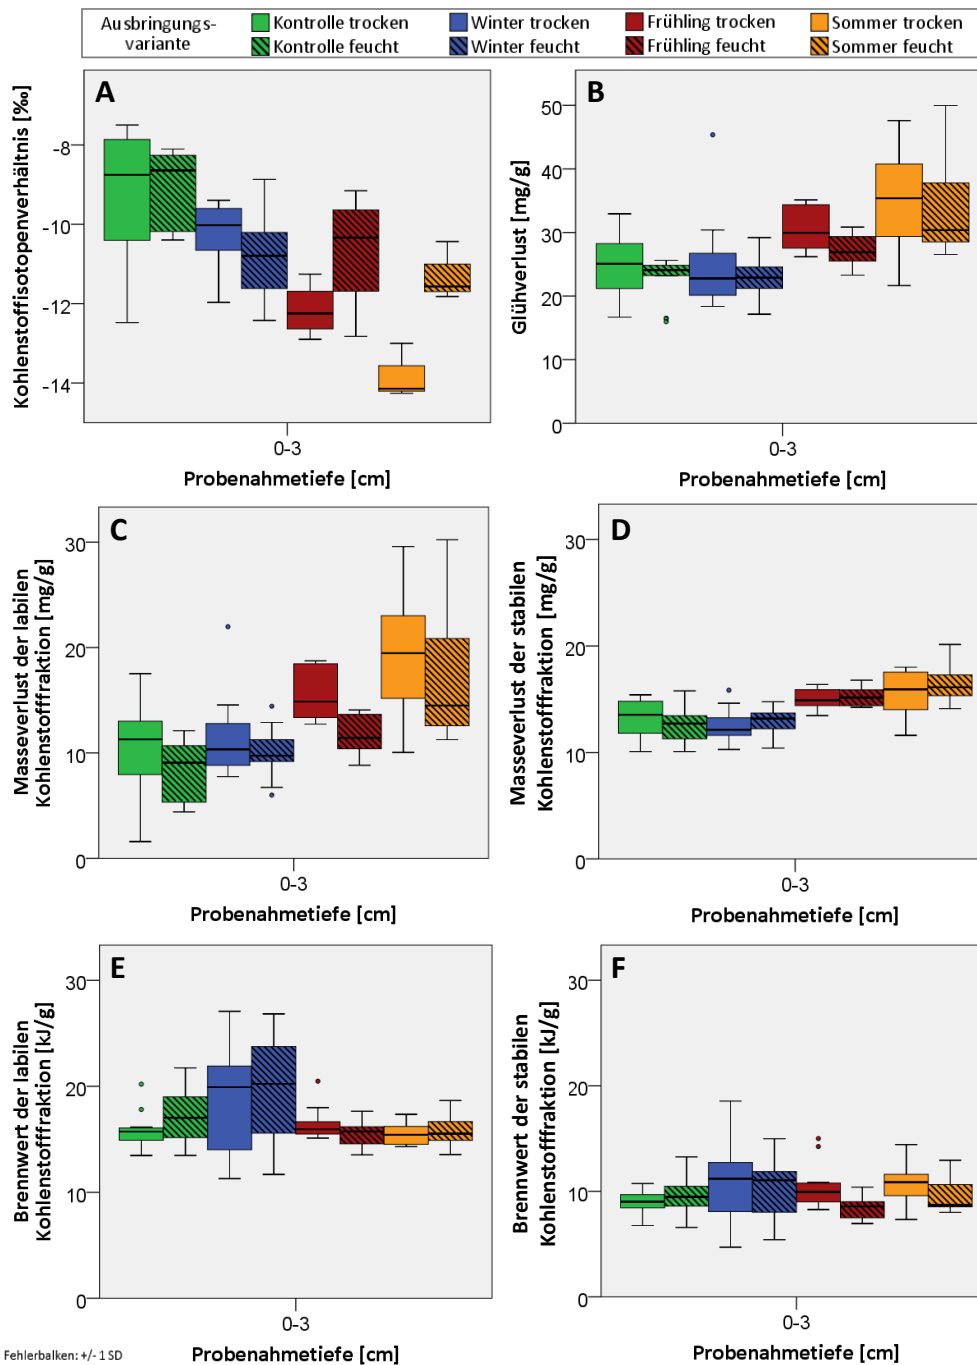 Ausbringungs-
variante
Kontrolle trocken
Winter trocken
Frühling trocken
Sommer trocken
Kontrolle feucht
Winter feucht
Frühling feucht
Sommer feucht
A
Kohlenstoffisotopenverhältnis [‰]
-8
-10
-12
-14
0-3
Probenahmetiefe [cm]
B
Glühverlust [mg/g]
50
40
30
20
10
0
0-3
Probenahmetiefe [cm]
C
Masseverlust der labilen
Kohlenstofffraktion [mg/g]
30
20
10
0
0-3
Probenahmetiefe [cm]
D
Masseverlust der stabilen
Kohlenstofffraktion [mg/g]
30
20
10
0
0-3
Probenahmetiefe [cm]
E
Brennwert der labilen
Kohlenstofffraktion [kJ/g]
30
20
10
0
0-3
Probenahmetiefe [cm]
F
Brennwert der stabilen
Kohlenstofffraktion [kJ/g]
30
20
10
0
0-3
Probenahmetiefe [cm]
Fehlerbalken: +/- 1 SD